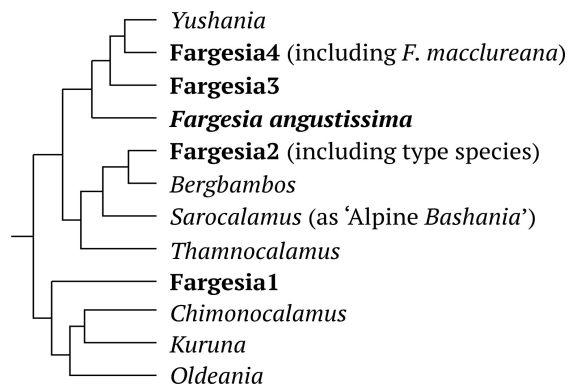 Yushania
Fargesia4 (including F. macclureana)
Fargesia3
Fargesia angustissima
Fargesia2 (including type species)
Bergbambos
Sarocalamus (as ‘Alpine Bashania’)
Thamnocalamus
Fargesia1
Chimonocalamus
Kuruna
Oldeania